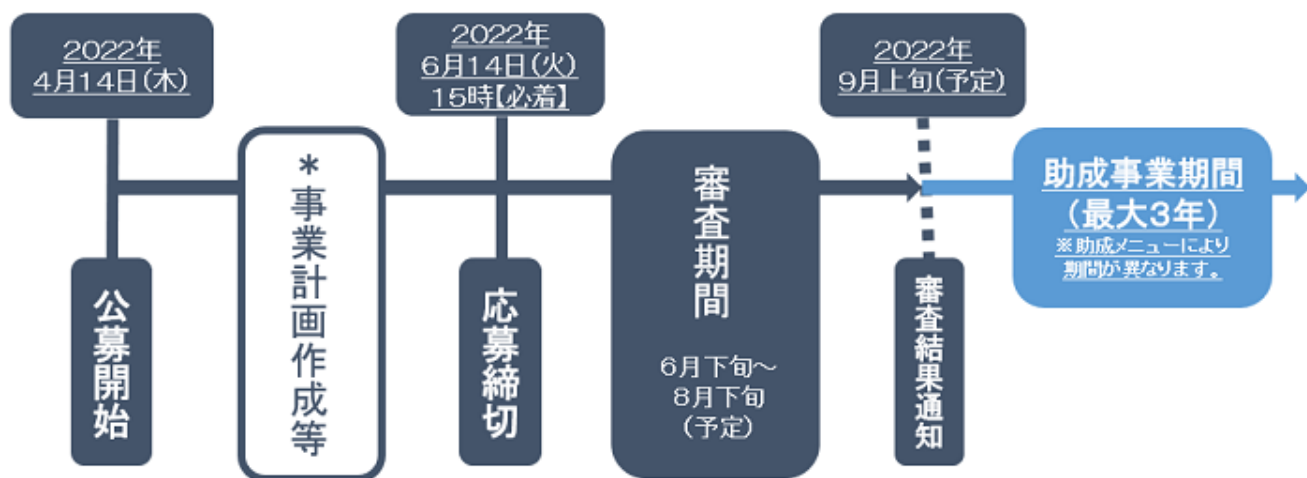 2022年
4月14日(木)
公募開始
*事業計画作成等
2022年
6月14日(火)
15時【必着】
応募締切
審査期間
6月下旬～
8月下旬
(予定)
2022年
9月上旬(予定)
審査結果通知
助成事業期間
(最大3年)
※助成メニューにより
期間が異なります。